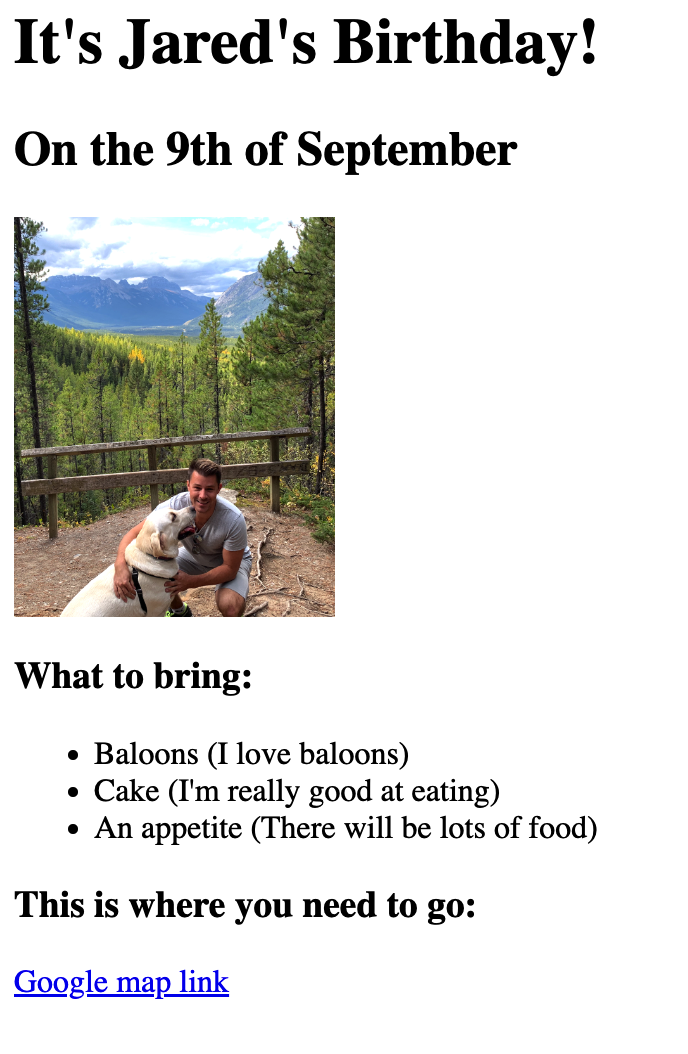 It's Jared's Birthday!
On the 9th of September
What to bring:
Baloons (I love baloons)
Cake (I'm really good at eating)
An appetite (There will be lots of food)
This is where you need to go:
Google map link